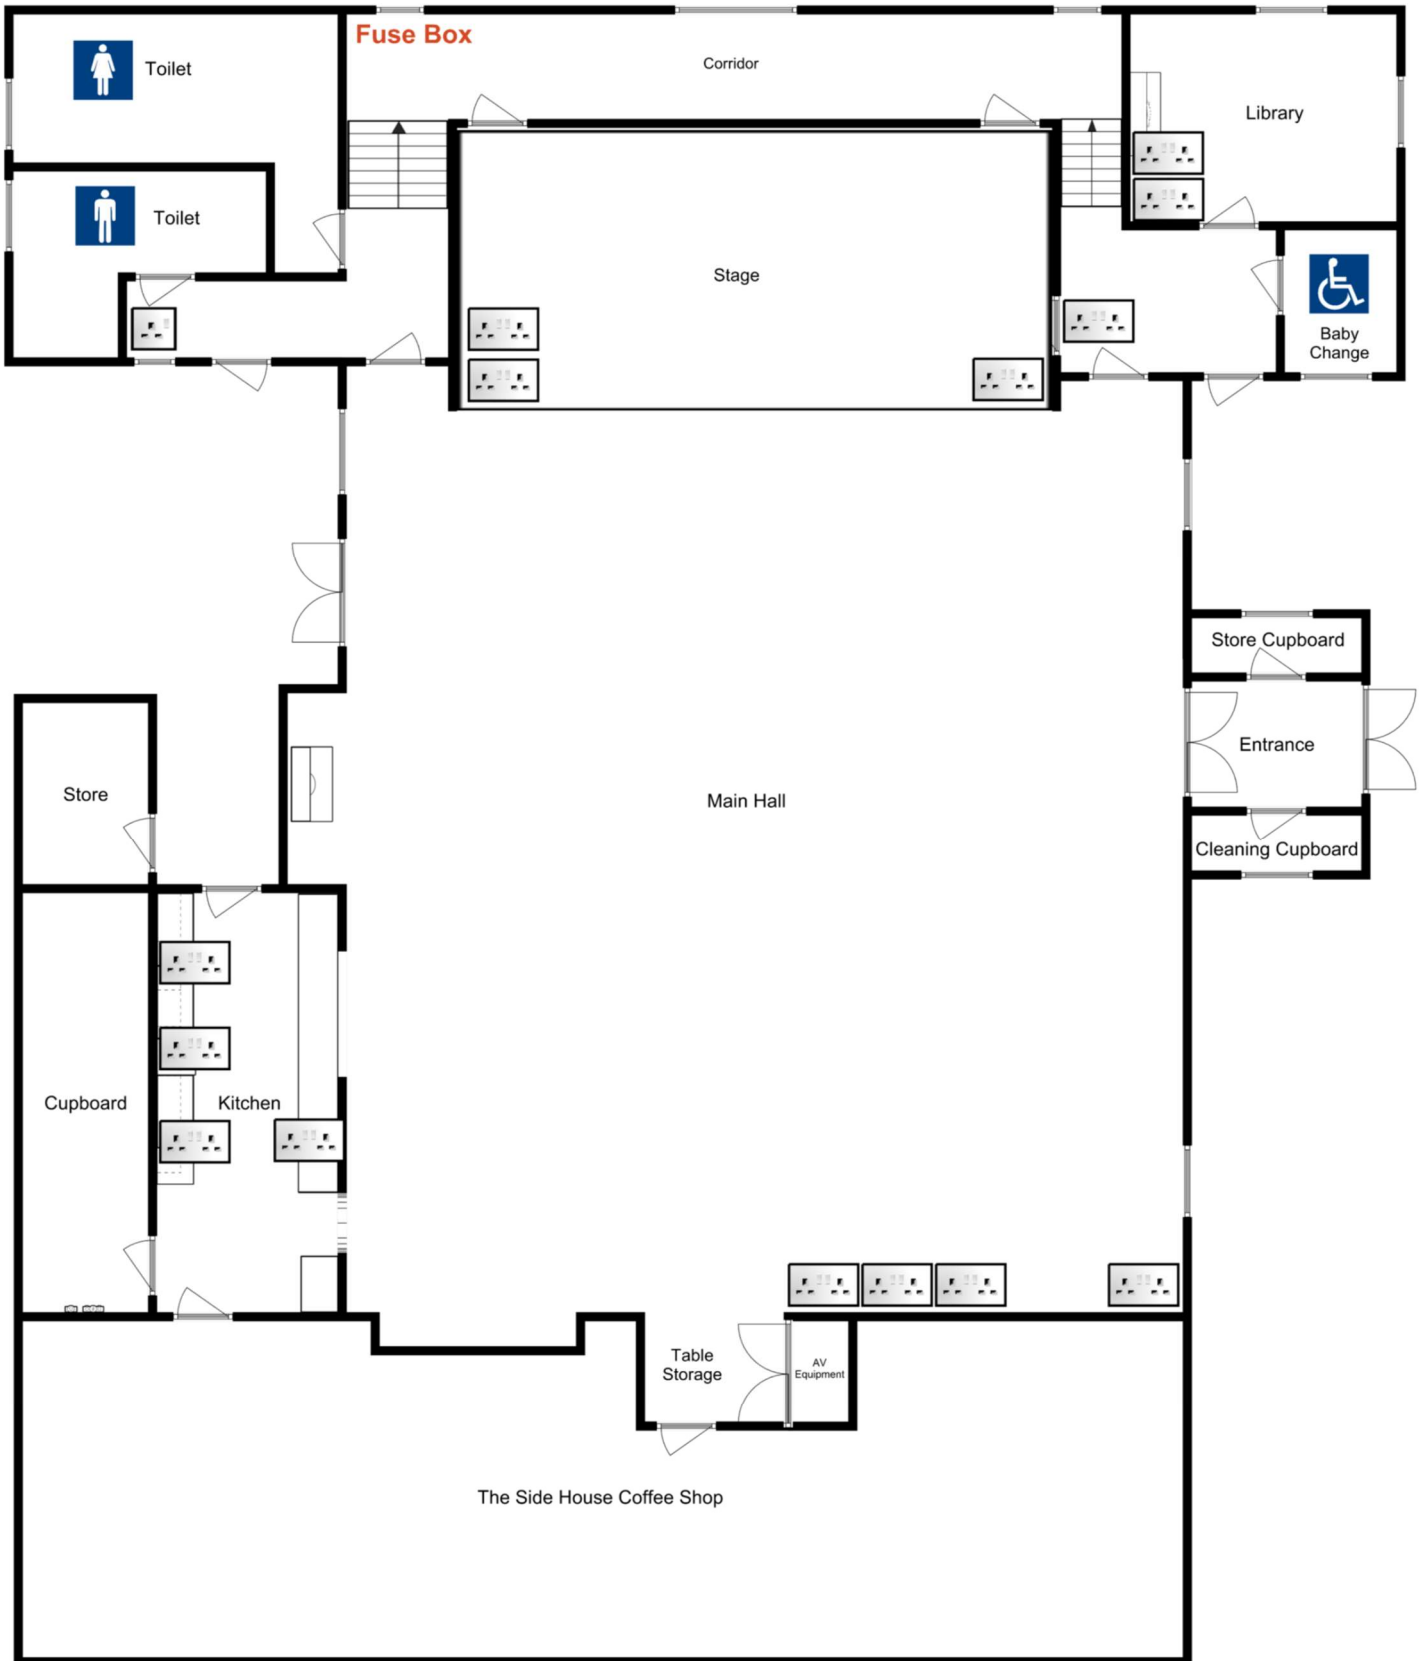 Fuse Box
Corridor
Toilet
Library
Toilet
Stage
Baby
Change
Store Cupboard
Entrance
Store
Main Hall
Cleaning Cupboard
Cupboard
Kitchen
Table
Storage
AV
Equipment
The Side House Coffee Shop